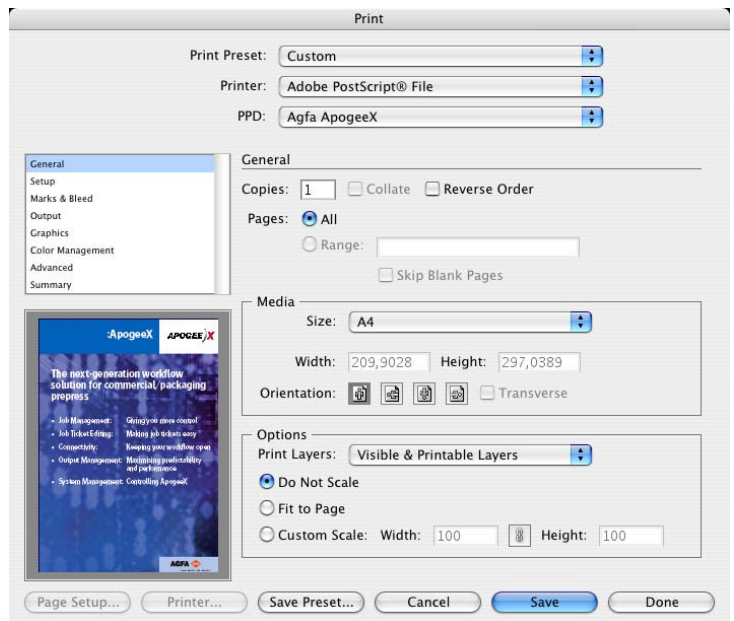 Print
Print Preset: Custom
Printer: Adobe PostScript® File
PPD: Agfa ApogeeX
General
Setup
Marks & Bleed
Output
Graphics
Color Management
Advanced
Summary
General
Copies: 1 Collate Reverse Order
Pages: All
Range:
Skip Blank Pages
Media
Size: A4
Width: 209,9028 Height: 297,0389
Orientation: Transverse
Options
Print Layers: Visible & Printable Layers
Do Not Scale
Fit to Page
Custom Scale: Width: 100 Height: 100
:ApogeeX APOGEE X
The next-generation workflow
solution for commercial/packaging
prepress
• Job Management: Giving you more control
• Job Ticket Editing: Making job tickets easy
• Connectivity: Keeping your workflow open
• Output Management: Maximising predictability
and performance
• System Management: Controlling ApogeeX
AGFA
Page Setup... Printer... Save Preset... Cancel Save Done